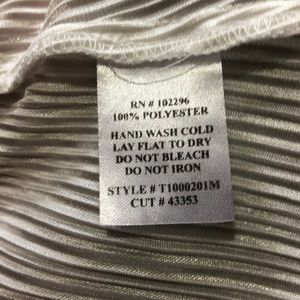 RN # 102296
100% POLYESTER
HAND WASH COLD
LAY FLAT TO DRY
DO NOT BLEACH
DO NOT IRON
STYLE # T1000201M
CUT # 43353